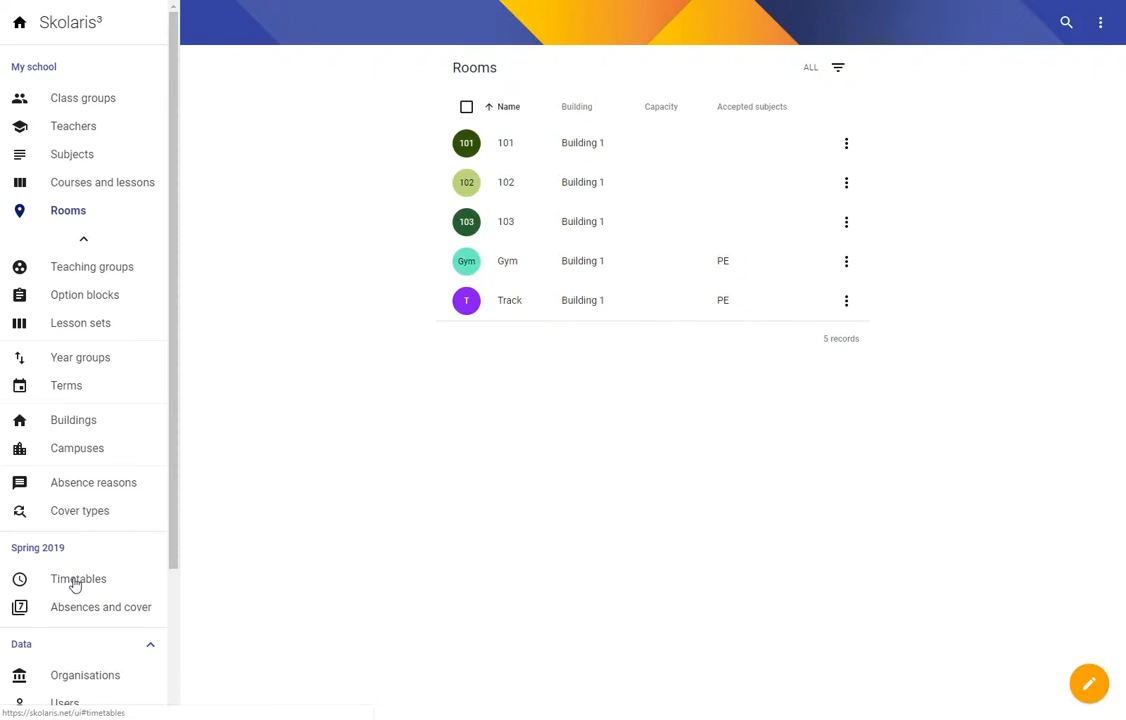 Skolaris³
My school
Class groups
Teachers
Subjects
Courses and lessons
Rooms
Teaching groups
Option blocks
Lesson sets
Year groups
Terms
Buildings
Campuses
Absence reasons
Cover types
Spring 2019
Timetables
7 Absences and cover
Data
Organisations
Users
https://skolaris.net/ui#timetables
Rooms ALL
Name Building Capacity Accepted subjects
101 101 Building 1
102 102 Building 1
103 103 Building 1
Gym Gym Building 1 PE
T Track Building 1 PE
5 records